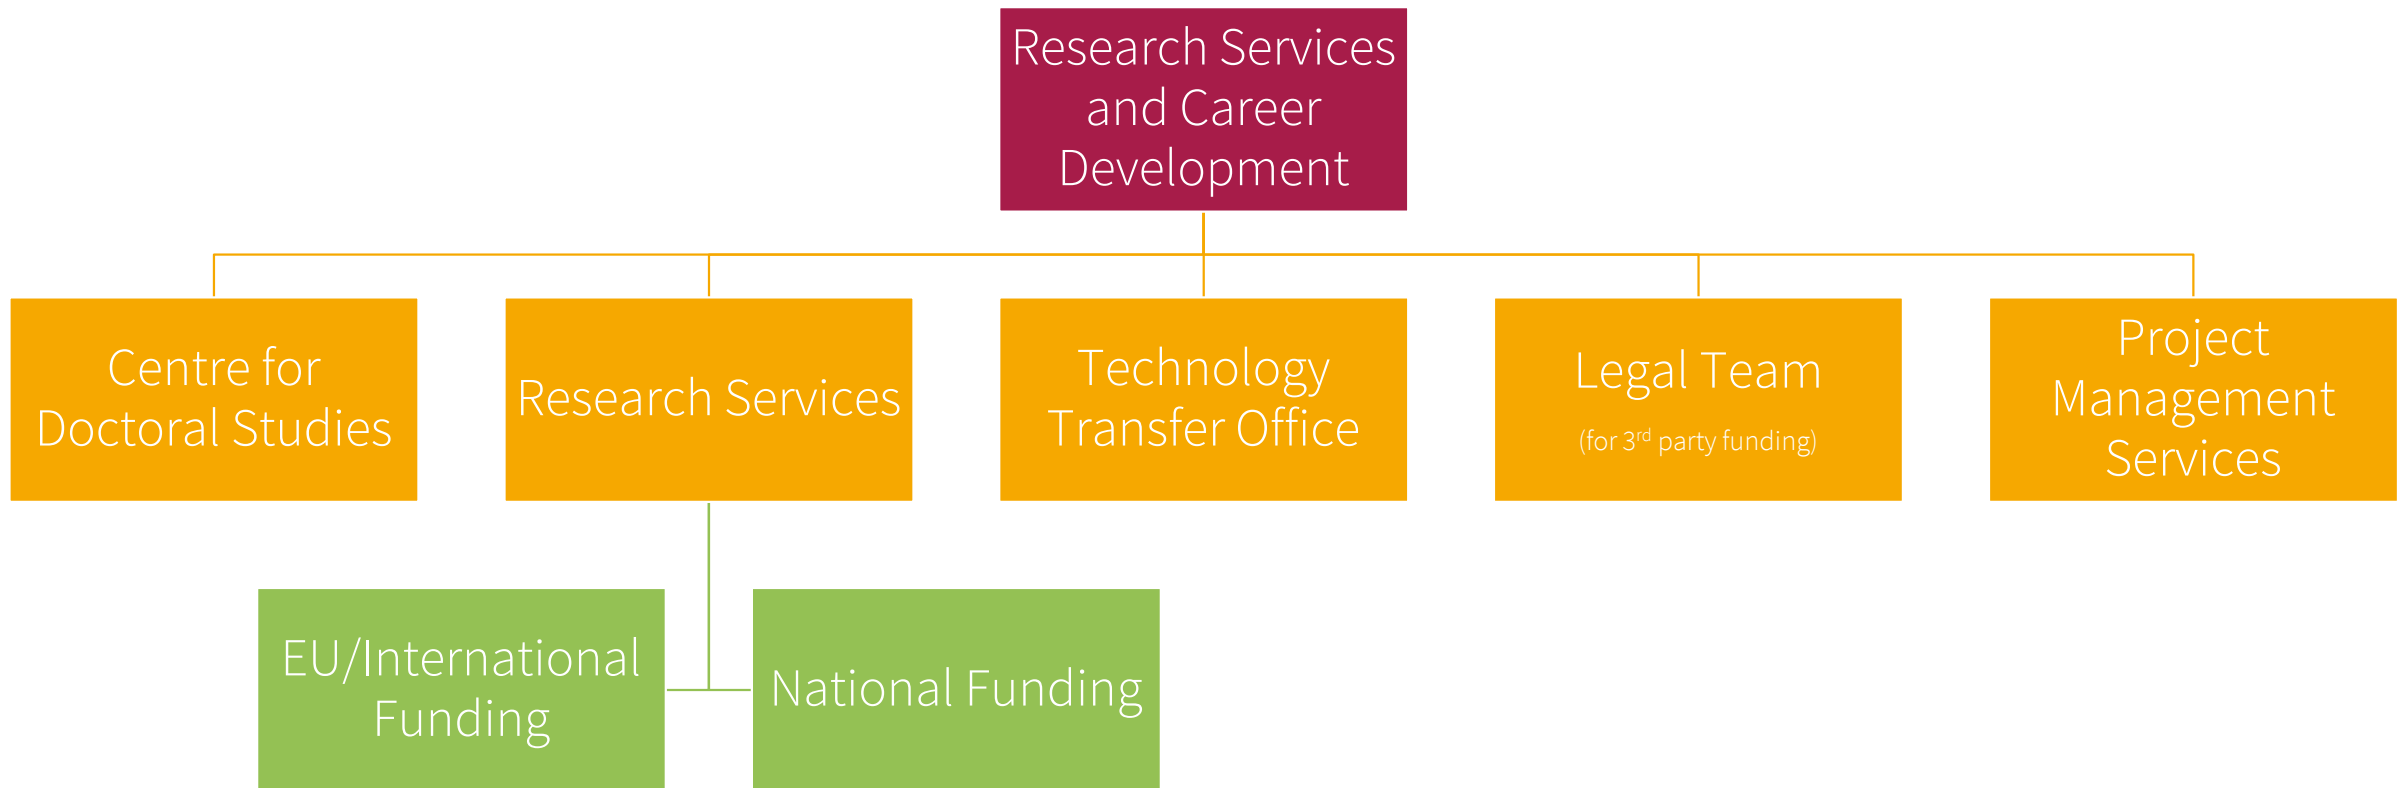 Research Services
and Career
Development
Centre for
Doctoral Studies
Research Services
Technology
Transfer Office
Legal Team
(for 3rd party funding)
Project
Management
Services
EU/International
Funding
National Funding